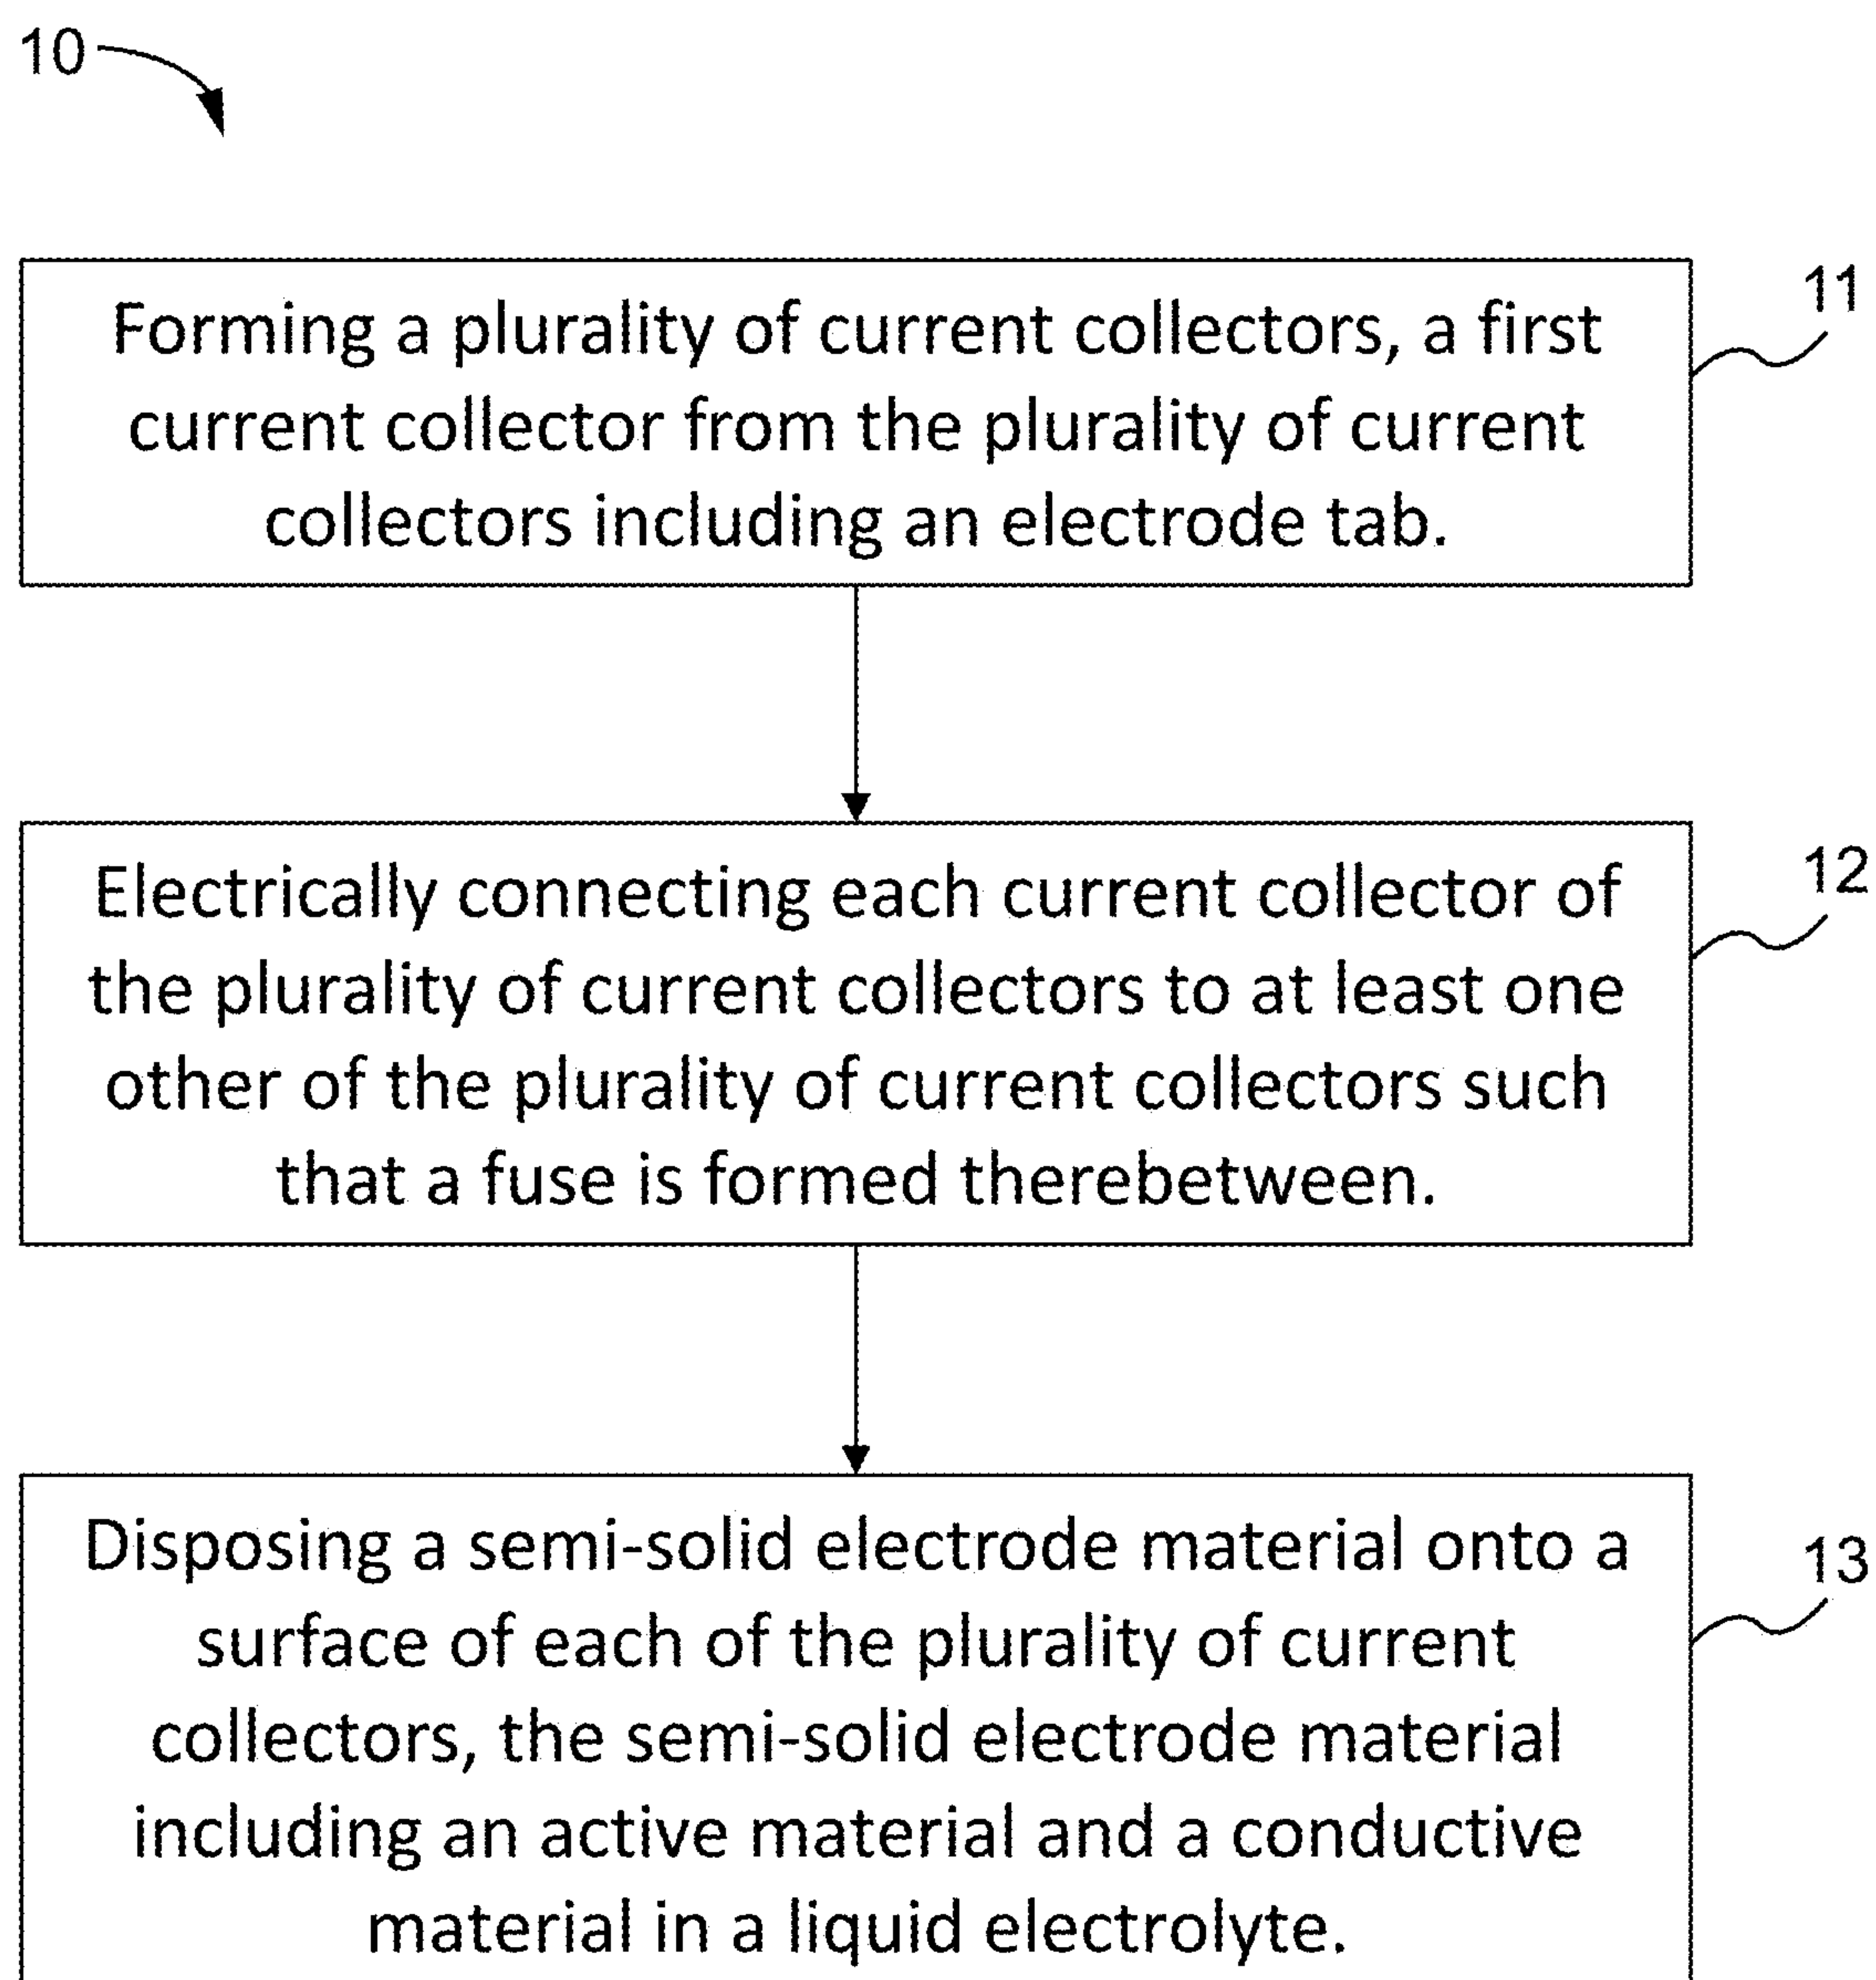 10
11
Forming a plurality of current collectors, a first
current collector from the plurality of current
collectors including an electrode tab.
12
Electrically connecting each current collector of
the plurality of current collectors to at least one
other of the plurality of current collectors such
that a fuse is formed therebetween.
13
Disposing a semi-solid electrode material onto a
surface of each of the plurality of current
collectors, the semi-solid electrode material
including an active material and a conductive
material in a liquid electrolyte.